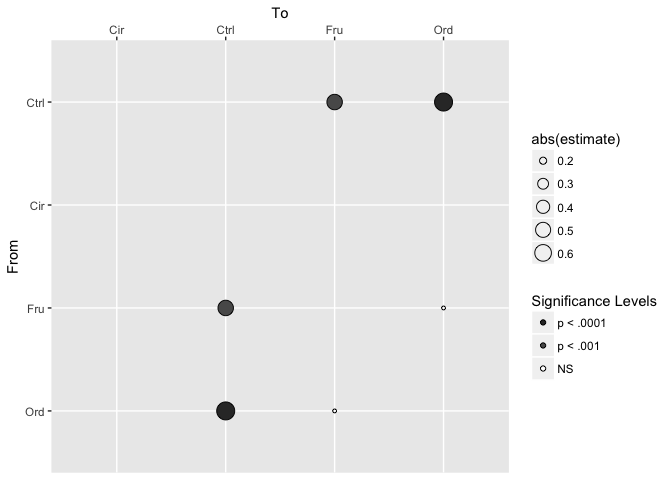 To
Cir Ctrl Fru Ord
Ctrl
Cir
Fru
Ord
From
abs(estimate)
0.2
0.3
0.4
0.5
0.6
Significance Levels
p < .0001
p < .001
NS